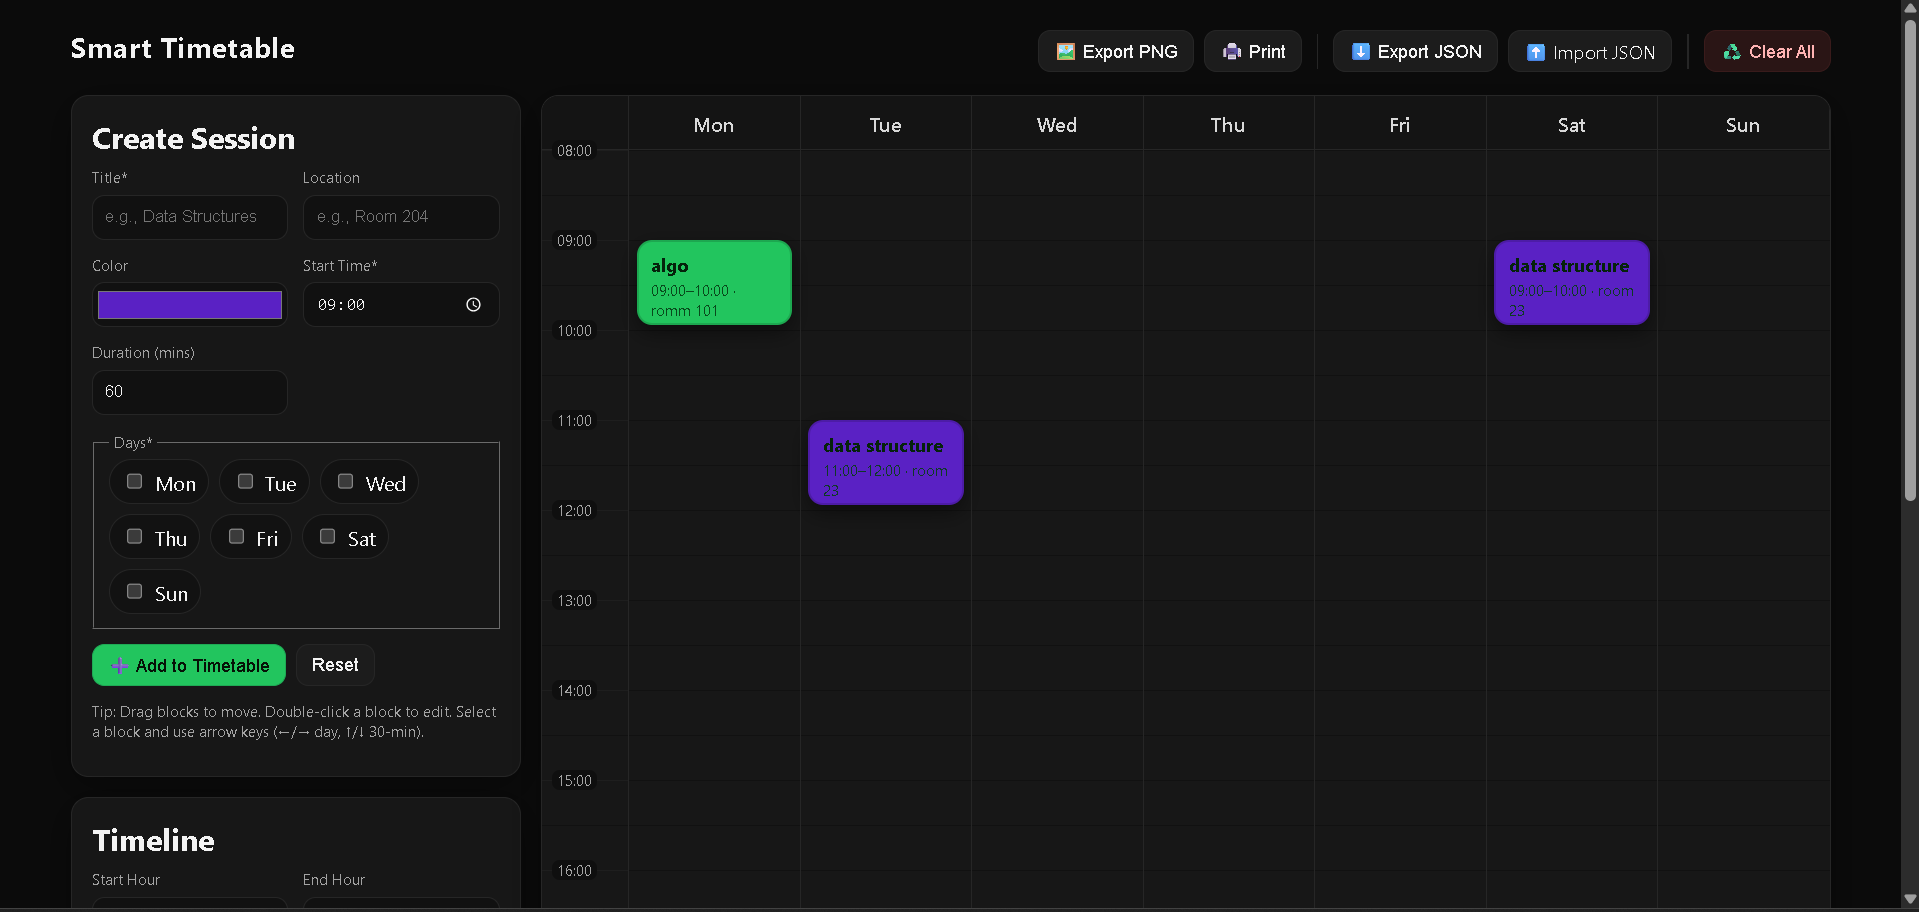 Smart Timetable
Export PNG
Print
Export JSON
Import JSON
Clear All
Create Session
Title*
Location
e.g., Data Structures
e.g., Room 204
Color
Start Time*
09:00
Duration (mins)
60
Days*
Mon
Tue
Wed
Thu
Fri
Sat
Sun
Add to Timetable
Reset
Tip: Drag blocks to move. Double-click a block to edit. Select
a block and use arrow keys (←/→ day, ↑/↓ 30-min).
Timeline
Start Hour
End Hour
Mon
Tue
Wed
Thu
Fri
Sat
Sun
08:00
09:00
algo
09:00–10:00 ·
romm 101
data structure
09:00–10:00 · room
23
10:00
11:00
data structure
11:00–12:00 · room
23
12:00
13:00
14:00
15:00
16:00